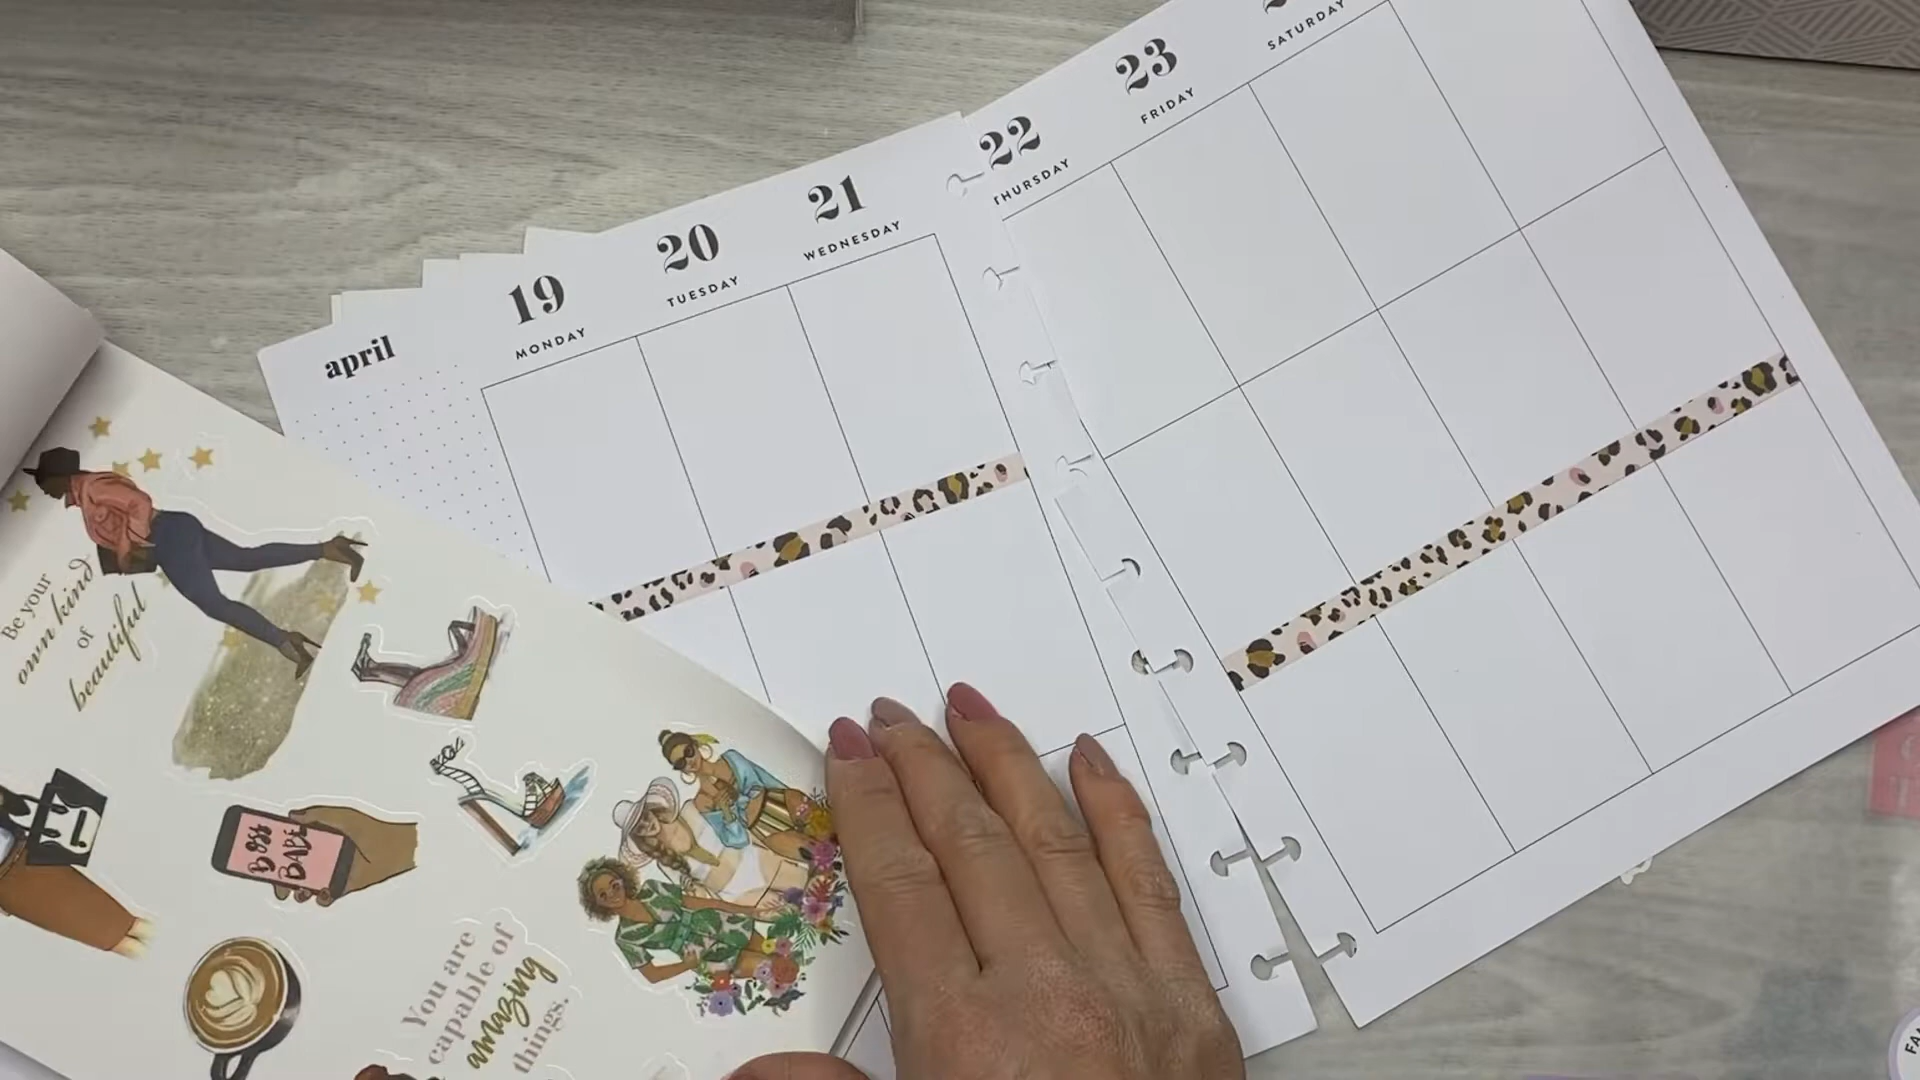 april
19
MONDAY
20
TUESDAY
21
WEDNESDAY
22
THURSDAY
23
FRIDAY
SATURDAY
Be your
own kind
of
beautiful
BOSS
BABE
You are
capable of
amazing
things.